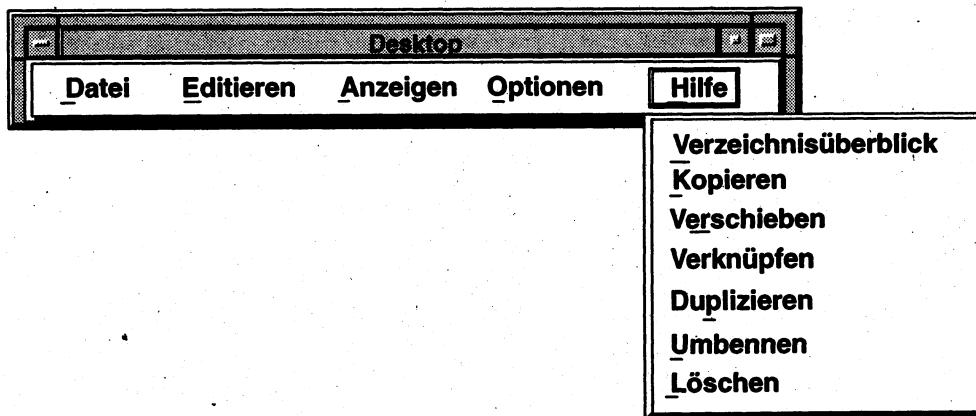 Desktop
Datei Editieren Anzeigen Optionen Hilfe
Verzeichnisüberblick
Kopieren
Verschieben
Verknüpfen
Duplizieren
Umbennen
Löschen